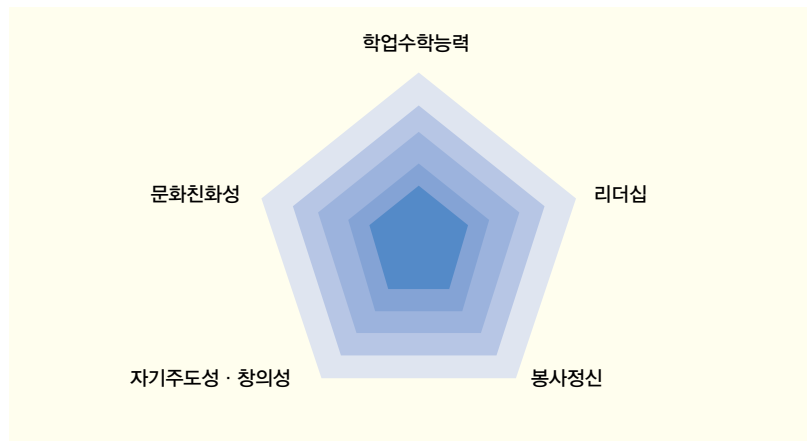 학업수학능력
문화친화성
리더십
자기주도성 · 창의성
봉사정신